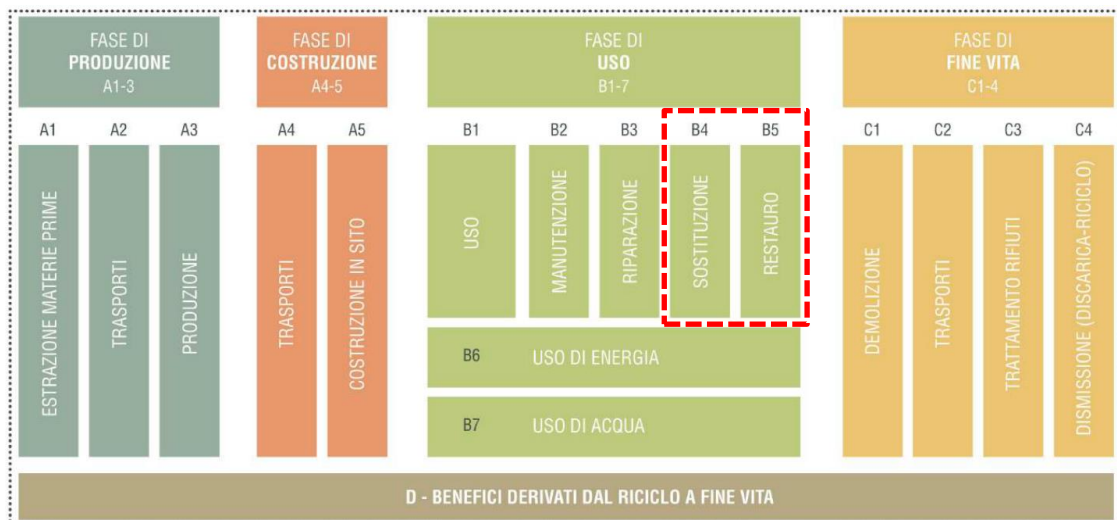 FASE DI
PRODUZIONE
A1-3
FASE DI
COSTRUZIONE
A4-5
FASE DI
USO
B1-7
FASE DI
FINE VITA
C1-4
A1
A2
A3
A4
A5
B1
B2
B3
B4
B5
C1
C2
C3
C4
ESTRAZIONE MATERIE PRIME
TRASPORTI
PRODUZIONE
TRASPORTI
COSTRUZIONE IN SITO
USO
MANUTENZIONE
RIPARAZIONE
SOSTITUZIONE
RESTAURO
B6 USO DI ENERGIA
B7 USO DI ACQUA
DEMOLIZIONE
TRASPORTI
TRATTAMENTO RIFIUTI
DISMISSIONE (DISCARICA-RICICLO)
D - BENEFICI DERIVATI DAL RICICLO A FINE VITA